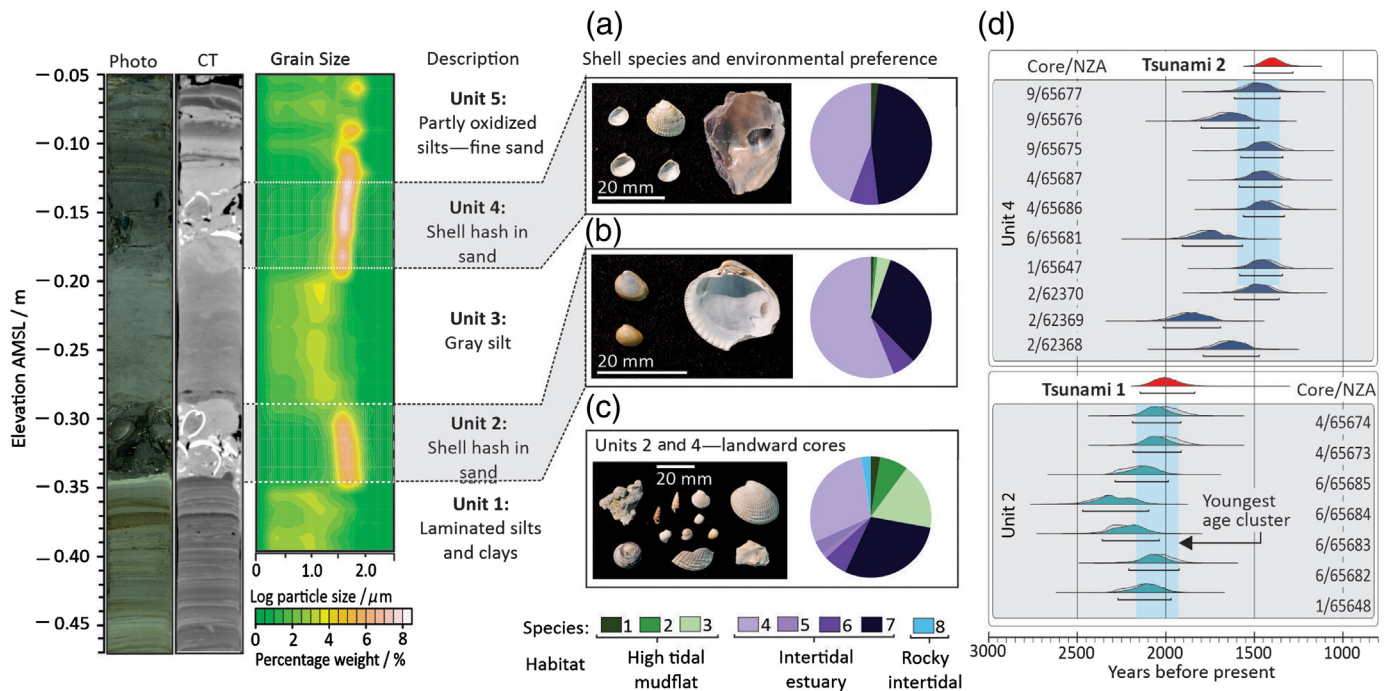 (a)
(d)
Photo
CT
Grain Size
Description
Shell species and environmental preference
Elevation AMSL / m
− 0.05
− 0.10
− 0.15
− 0.20
− 0.25
− 0.30
− 0.35
− 0.40
− 0.45
Unit 5:
Partly oxidized
silts—fine sand
Unit 4:
Shell hash in
sand
Unit 3:
Gray silt
Unit 2:
Shell hash in
sand
Unit 1:
Laminated silts
and clays
0
1.0
2.0
Log particle size / μm
0
2
4
6
8
Percentage weight / %
20 mm
(b)
20 mm
(c)
Units 2 and 4—landward cores
20 mm
Species:
1
2
3
4
5
6
7
8
Habitat
High tidal
mudflat
Intertidal
estuary
Rocky
intertidal
Core/NZA
Tsunami 2
Unit 4
9/65677
9/65676
9/65675
4/65687
4/65686
6/65681
1/65647
2/62370
2/62369
2/62368
Tsunami 1
Core/NZA
Unit 2
4/65674
4/65673
6/65685
6/65684
6/65683
6/65682
1/65648
Youngest
age cluster
3000
2500
2000
1500
1000
Years before present